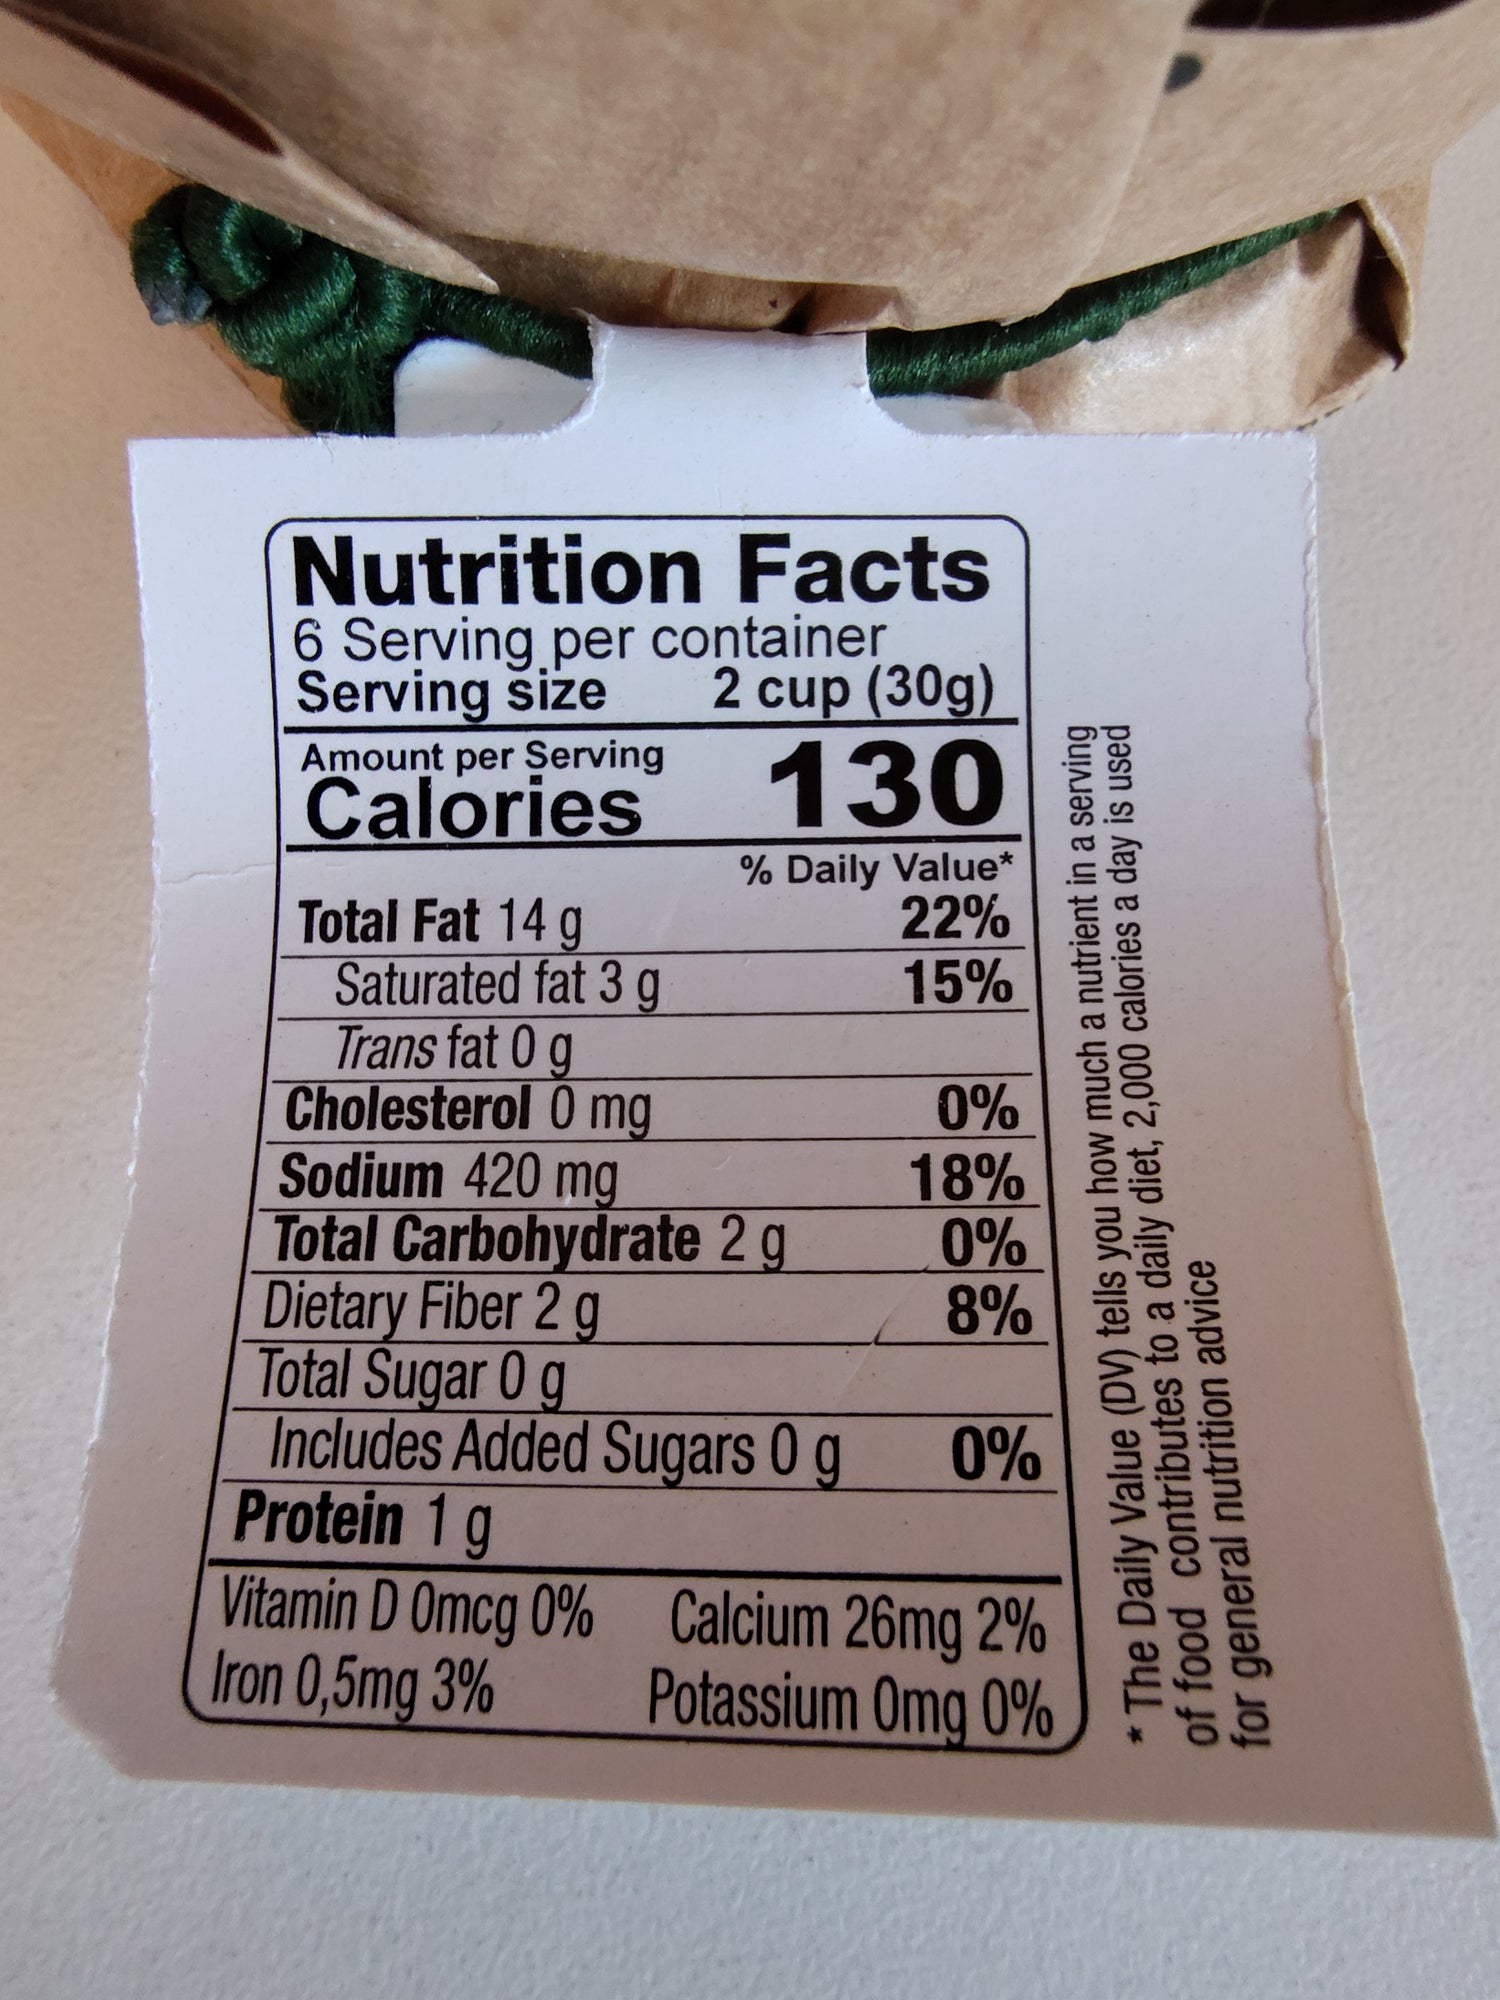 Nutrition Facts
6 Serving per container
Serving size 2 cup (30g)
Amount per Serving
Calories 130
% Daily Value*
Total Fat 14 g 22%
Saturated fat 3 g 15%
Trans fat 0 g
Cholesterol 0 mg 0%
Sodium 420 mg 18%
Total Carbohydrate 2 g 0%
Dietary Fiber 2 g 8%
Total Sugar 0 g
Includes Added Sugars 0 g 0%
Protein 1 g
Vitamin D 0mcg 0% Calcium 26mg 2%
Iron 0,5mg 3% Potassium 0mg 0%
* The Daily Value (DV) tells you how much a nutrient in a serving
of food contributes to a daily diet, 2,000 calories a day is used
for general nutrition advice